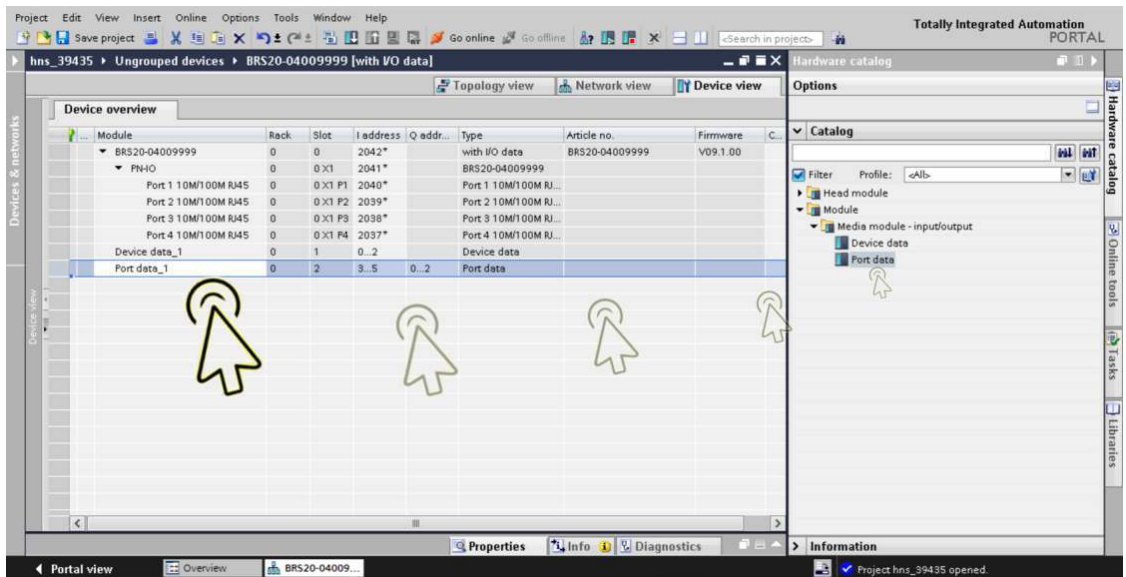 Project Edit View Insert Online Options Tools Window Help
Totally Integrated Automation
PORTAL
Save project Go online Go offline <Search in project>
hns_39435 ▸ Ungrouped devices ▸ BRS20-04009999 [with I/O data]
Hardware catalog
Topology view Network view Device view
Options
Device overview
... Module Rack Slot I address Q addr... Type Article no. Firmware C...
BRS20-04009999 0 0 2042* with I/O data BRS20-04009999 V09.1.00
PN-IO 0 0 X1 2041* BRS20-04009999
Port 1 10M/100M RJ45 0 0 X1 P1 2040* Port 1 10M/100M RJ...
Port 2 10M/100M RJ45 0 0 X1 P2 2039* Port 2 10M/100M RJ...
Port 3 10M/100M RJ45 0 0 X1 P3 2038* Port 3 10M/100M RJ...
Port 4 10M/100M RJ45 0 0 X1 P4 2037* Port 4 10M/100M RJ...
Device data_1 0 1 0...2 Device data
Port data_1 0 2 3...5 0...2 Port data
Catalog
Filter Profile: <All>
Head module
Module
Media module - input/output
Device data
Port data
Devices & networks
Device view
Hardware catalog
Online tools
Tasks
Libraries
Properties Info Diagnostics
Information
Portal view Overview BRS20-04009...
Project hns_39435 opened.